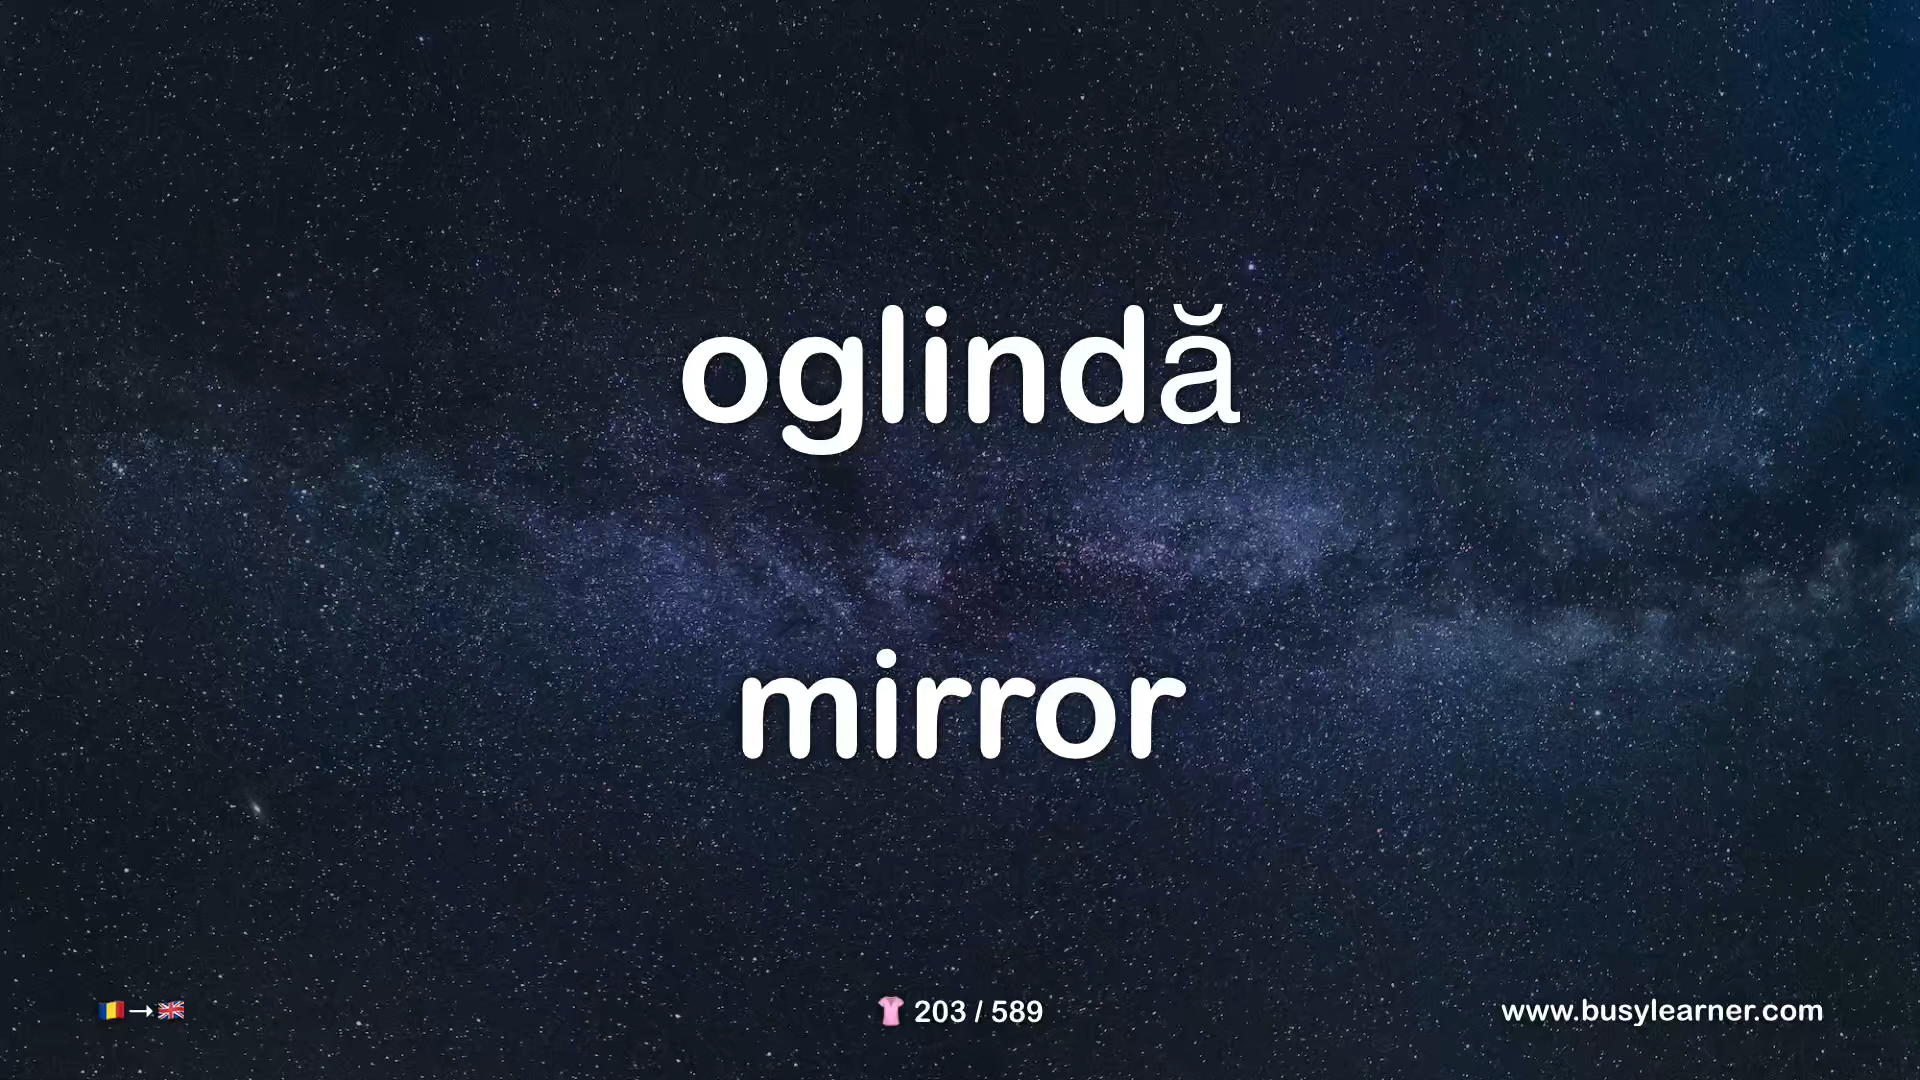 oglindă
mirror
🇷🇴→🇬🇧
👚 203 / 589
www.busylearner.com